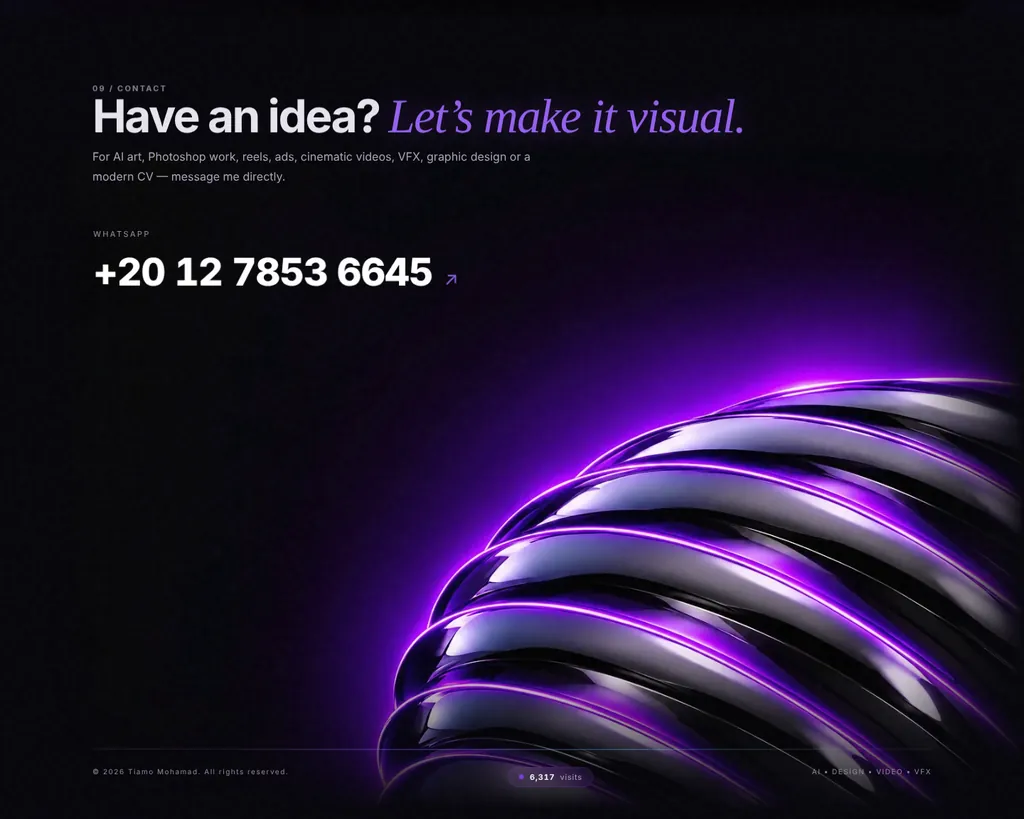 09 / CONTACT
Have an idea? Let’s make it visual.
For AI art, Photoshop work, reels, ads, cinematic videos, VFX, graphic design or a
modern CV — message me directly.
WHATSAPP
+20 12 7853 6645 ↗
© 2026 Tiamo Mohamad. All rights reserved.
6,317 visits
AI • DESIGN • VIDEO • VFX